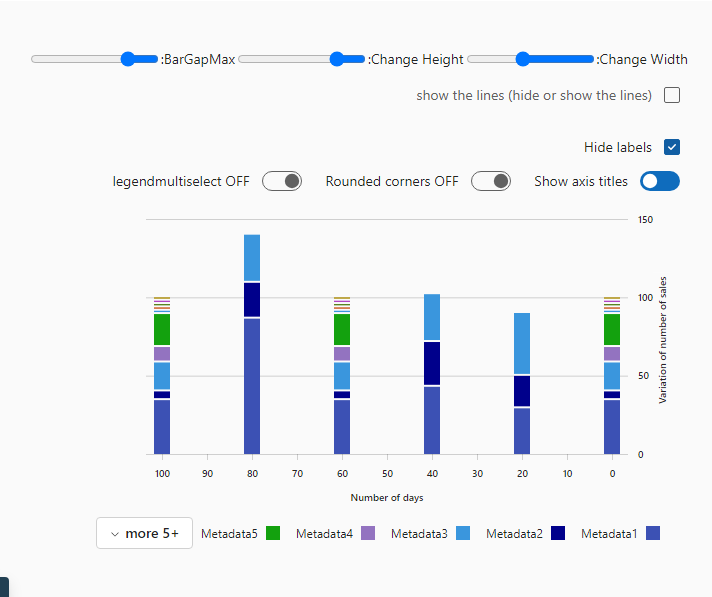 :BarGapMax :Change Height :Change Width
show the lines (hide or show the lines)
Hide labels
legendmultiselect OFF Rounded corners OFF Show axis titles
150
100
50
0
Variation of number of sales
100 90 80 70 60 50 40 30 20 10 0
Number of days
more 5+ Metadata5 Metadata4 Metadata3 Metadata2 Metadata1